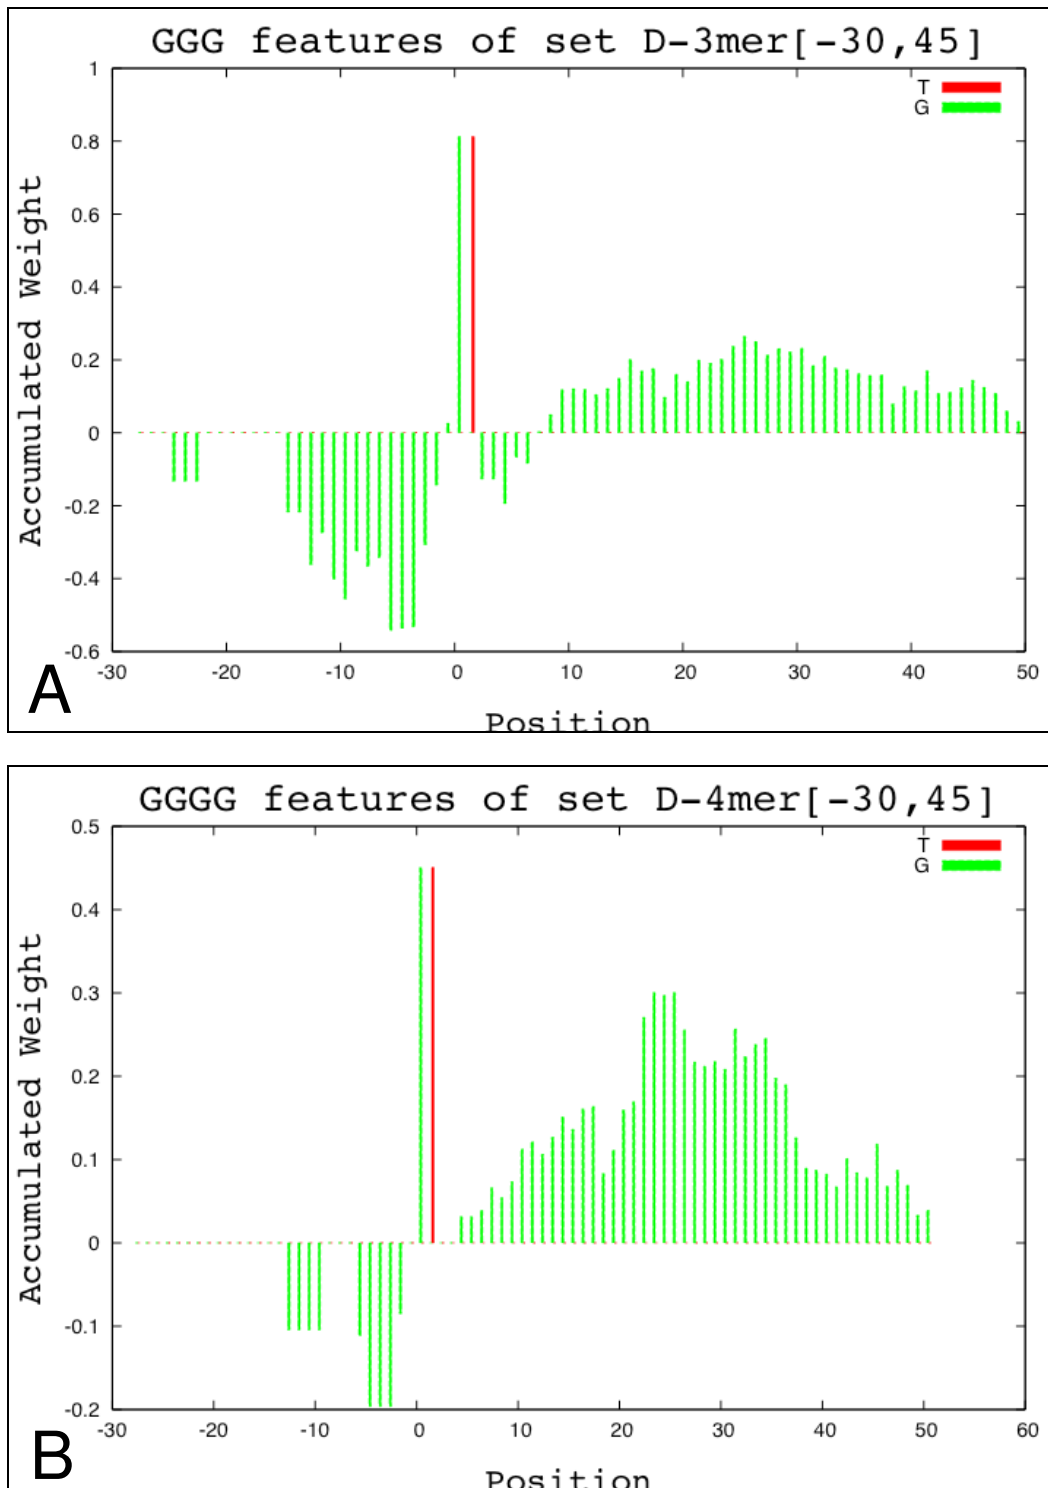 GGG features of set D-3mer[-30,45]
T
G
1
0.8
0.6
0.4
0.2
0
-0.2
-0.4
-0.6
Accumulated Weight
-30 -20 -10 0 10 20 30 40 50
Position
A
GGGG features of set D-4mer[-30,45]
T
G
0.5
0.4
0.3
0.2
0.1
0
-0.1
-0.2
Accumulated Weight
-30 -20 -10 0 10 20 30 40 50 60
Position
B